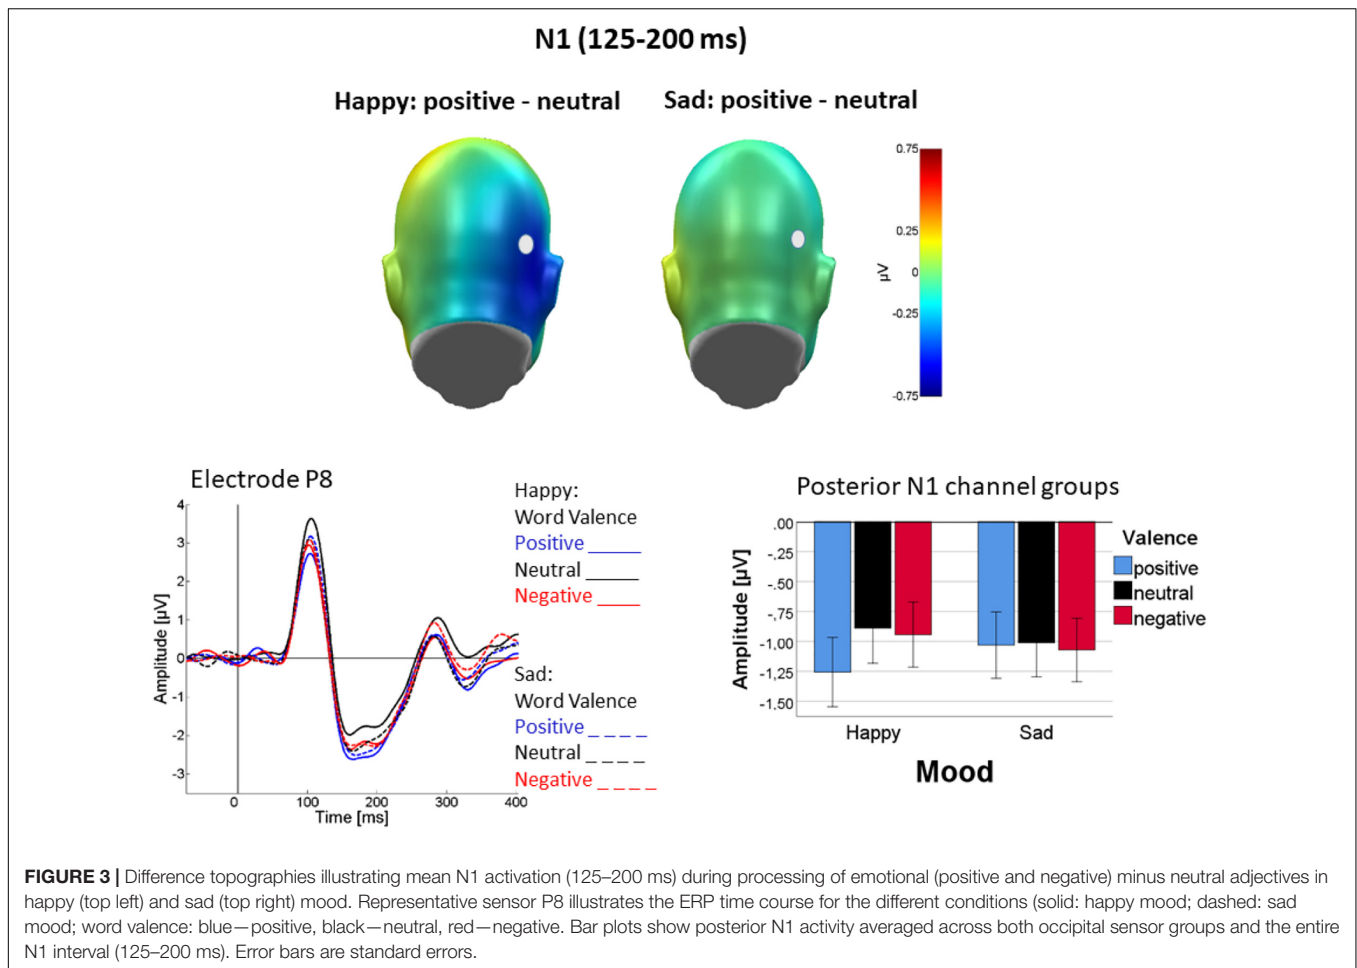 N1 (125-200 ms)
Happy: positive - neutral
Sad: positive - neutral
0.75
0.25
0
-0.25
-0.75
µV
Electrode P8
4
3
2
1
0
-1
-2
-3
Amplitude [µV]
0
100
200
300
400
Time [ms]
Happy:
Word Valence
Positive _____
Neutral _____
Negative ____
Sad:
Word Valence
Positive _ _ _ _
Neutral _ _ _ _
Negative _ _ _ _
Posterior N1 channel groups
.00
-.25
-.50
-.75
-1.00
-1.25
-1.50
Amplitude [µV]
Happy
Sad
Mood
Valence
positive
neutral
negative
FIGURE 3 | Difference topographies illustrating mean N1 activation (125–200 ms) during processing of emotional (positive and negative) minus neutral adjectives in
happy (top left) and sad (top right) mood. Representative sensor P8 illustrates the ERP time course for the different conditions (solid: happy mood; dashed: sad
mood; word valence: blue—positive, black—neutral, red—negative. Bar plots show posterior N1 activity averaged across both occipital sensor groups and the entire
N1 interval (125–200 ms). Error bars are standard errors.